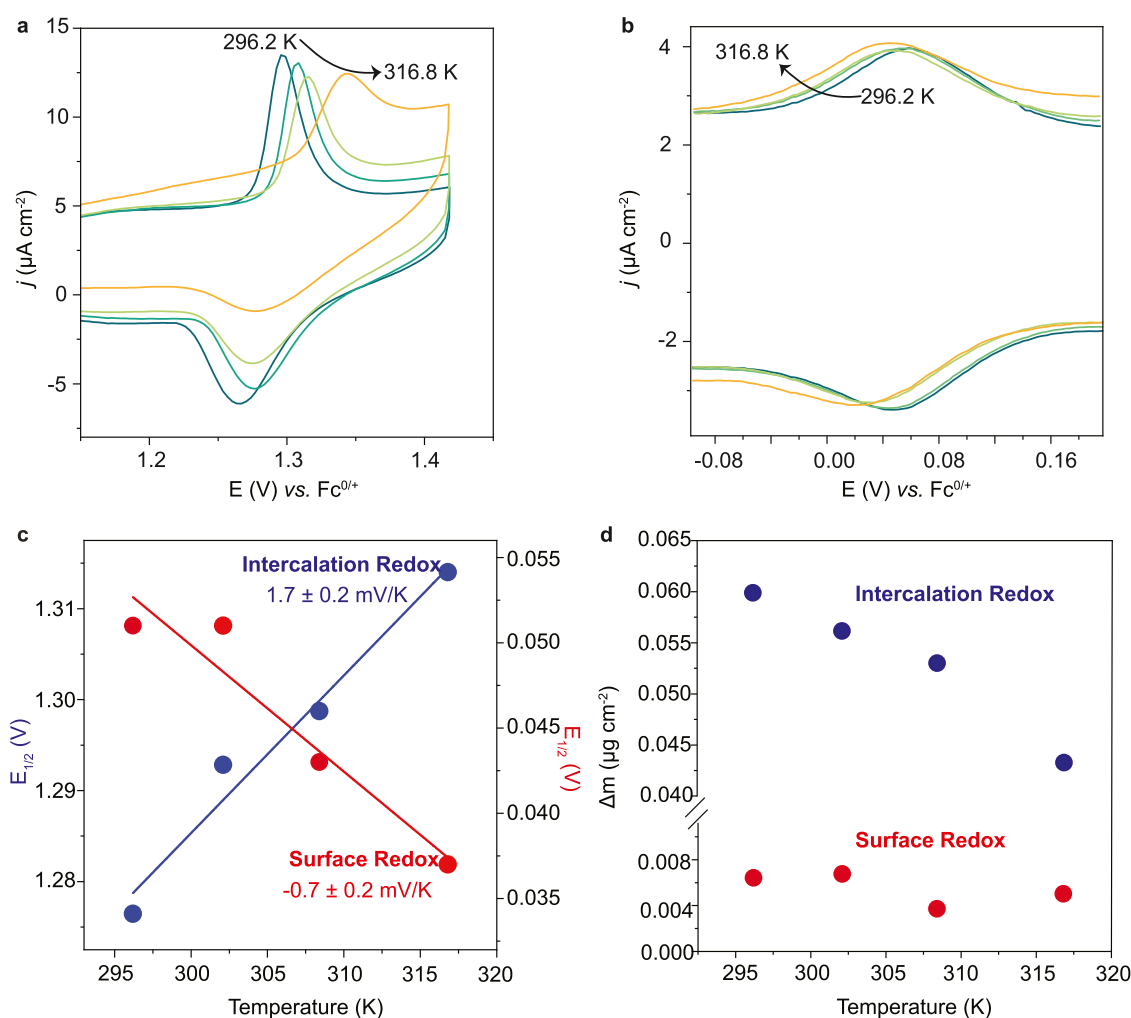 a
15
10
5
0
-5
j (μA cm-2)
296.2 K
316.8 K
1.2
1.3
1.4
E (V) vs. Fc0/+
b
4
2
0
-2
j (μA cm-2)
316.8 K
296.2 K
-0.08
0.00
0.08
0.16
E (V) vs. Fc0/+
c
1.31
1.30
1.29
1.28
E1/2 (V)
Intercalation Redox
1.7 ± 0.2 mV/K
Surface Redox
-0.7 ± 0.2 mV/K
0.055
0.050
0.045
0.040
0.035
E1/2 (V)
295
300
305
310
315
320
Temperature (K)
d
0.065
0.060
0.055
0.050
0.045
0.040
0.008
0.004
0.000
Δm (μg cm-2)
Intercalation Redox
Surface Redox
295
300
305
310
315
320
Temperature (K)